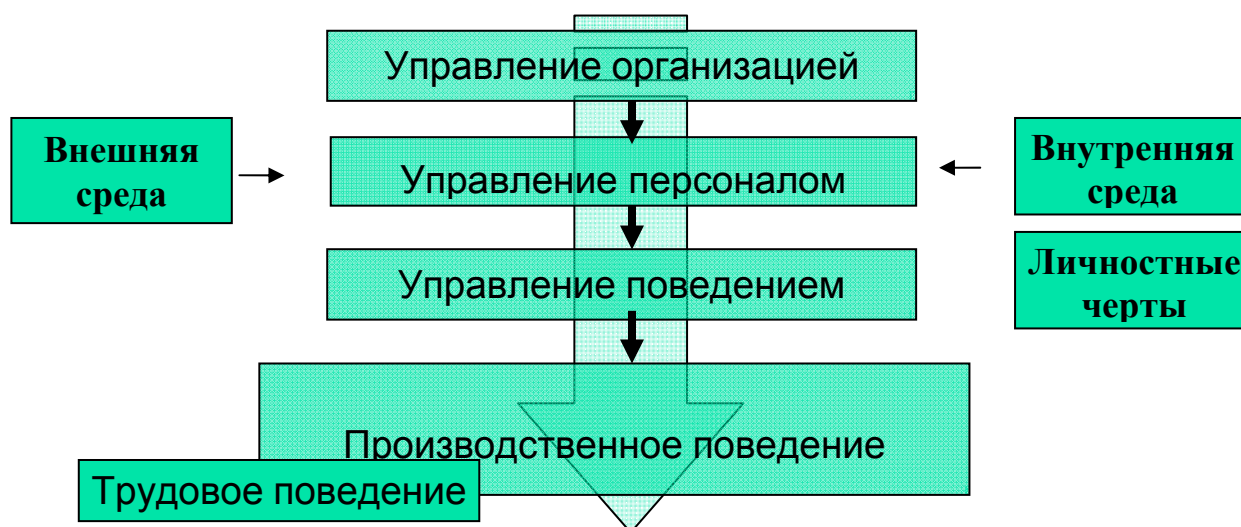 Управление организацией
Внешняя
среда
Управление персоналом
Внутренняя
среда
Управление поведением
Личностные
черты
Производственное поведение
Трудовое поведение